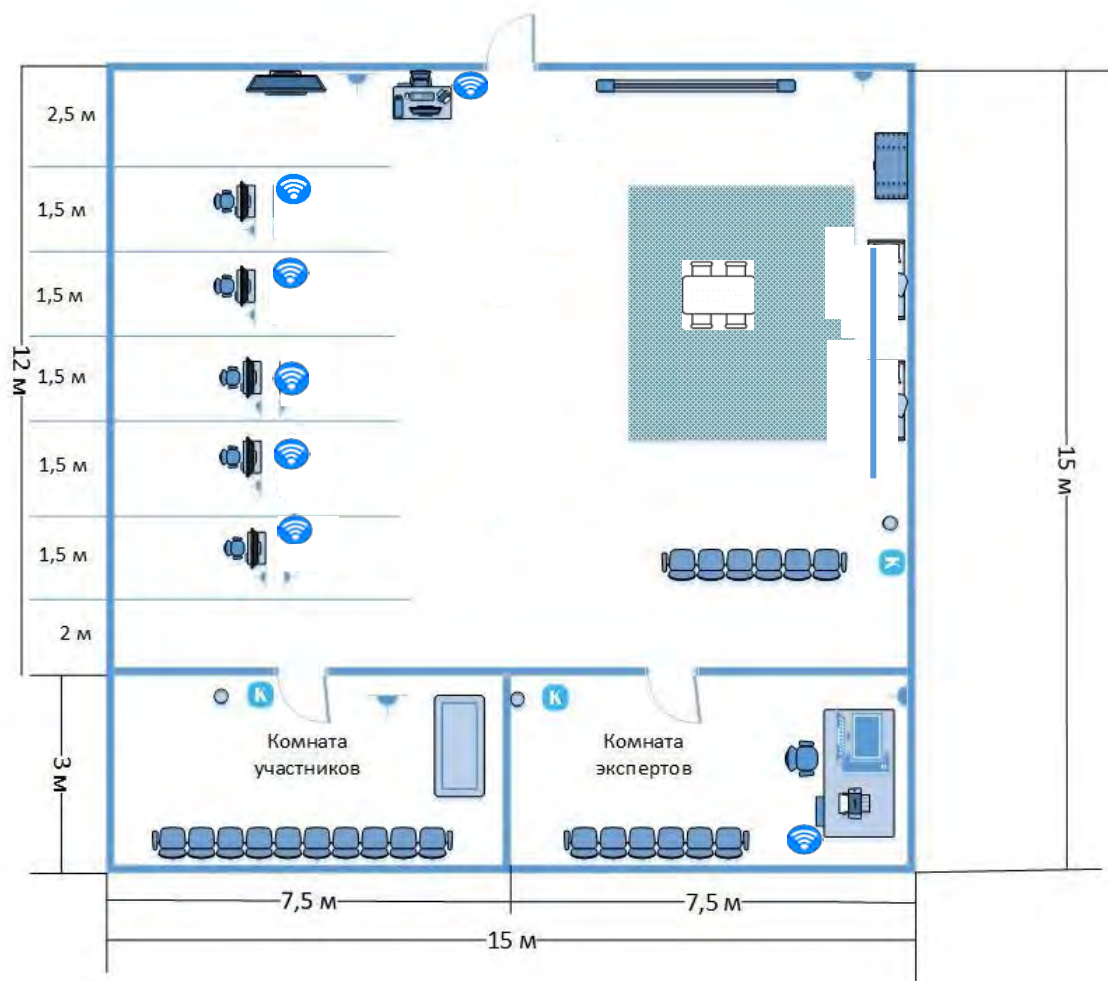 2,5 м
1,5 м
1,5 м
1,5 м
1,5 м
1,5 м
2 м
12 м
15 м
K
K
K
Комната
участников
Комната
экспертов
3 м
7,5 м
7,5 м
15 м